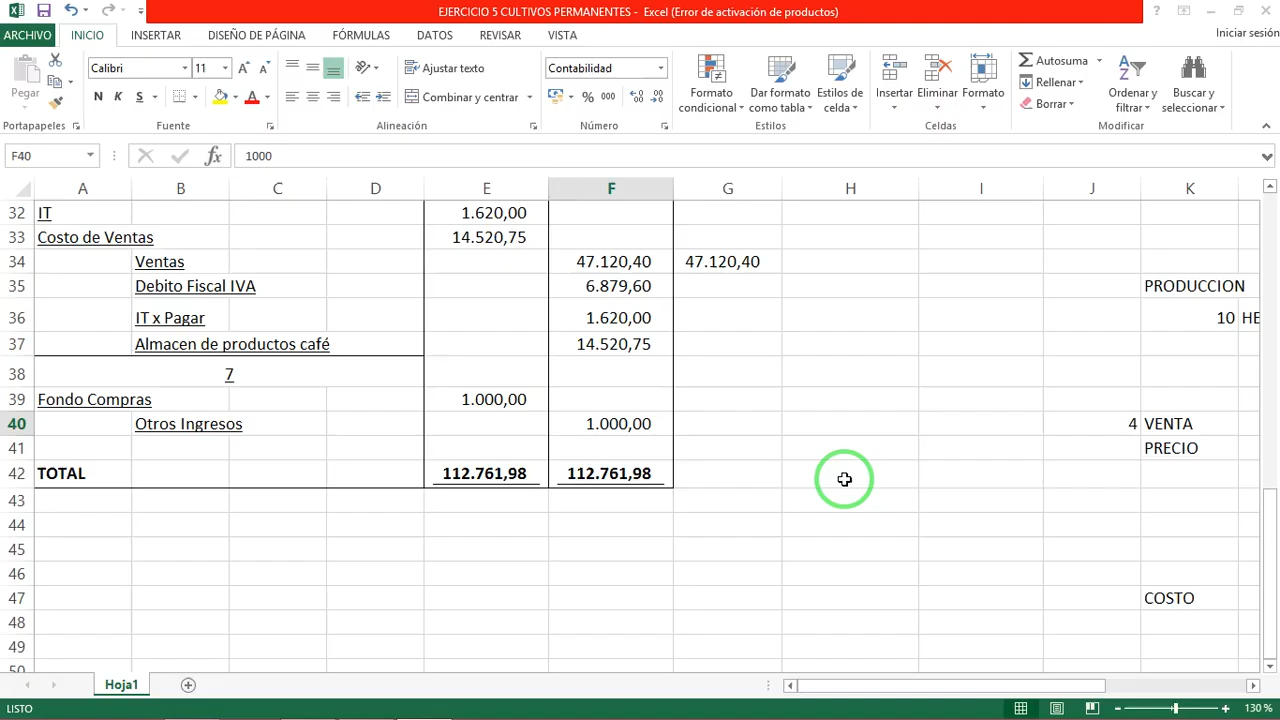 EJERCICIO 5 CULTIVOS PERMANENTES - Excel (Error de activación de productos)
ARCHIVO INICIO INSERTAR DISEÑO DE PÁGINA FÓRMULAS DATOS REVISAR VISTA Iniciar sesión
Calibri 11 Ajustar texto Contabilidad Autosuma
Pegar Formato condicional Dar formato como tabla Estilos de celda Insertar Eliminar Formato Rellenar Ordenar y filtrar Buscar y seleccionar
N K S Combinar y centrar % 000 Borrar
Portapapeles Fuente Alineación Número Estilos Celdas Modificar
F40 fx 1000
A B C D E F G H I J K
32 IT 1.620,00
33 Costo de Ventas 14.520,75
34 Ventas 47.120,40 47.120,40
35 Debito Fiscal IVA 6.879,60 PRODUCCION
36 IT x Pagar 1.620,00 10 HE
37 Almacen de productos café 14.520,75
38 7
39 Fondo Compras 1.000,00
40 Otros Ingresos 1.000,00 4 VENTA
41 PRECIO
42 TOTAL 112.761,98 112.761,98
43
44
45
46
47 COSTO
48
49
50
Hoja1
LISTO 130 %